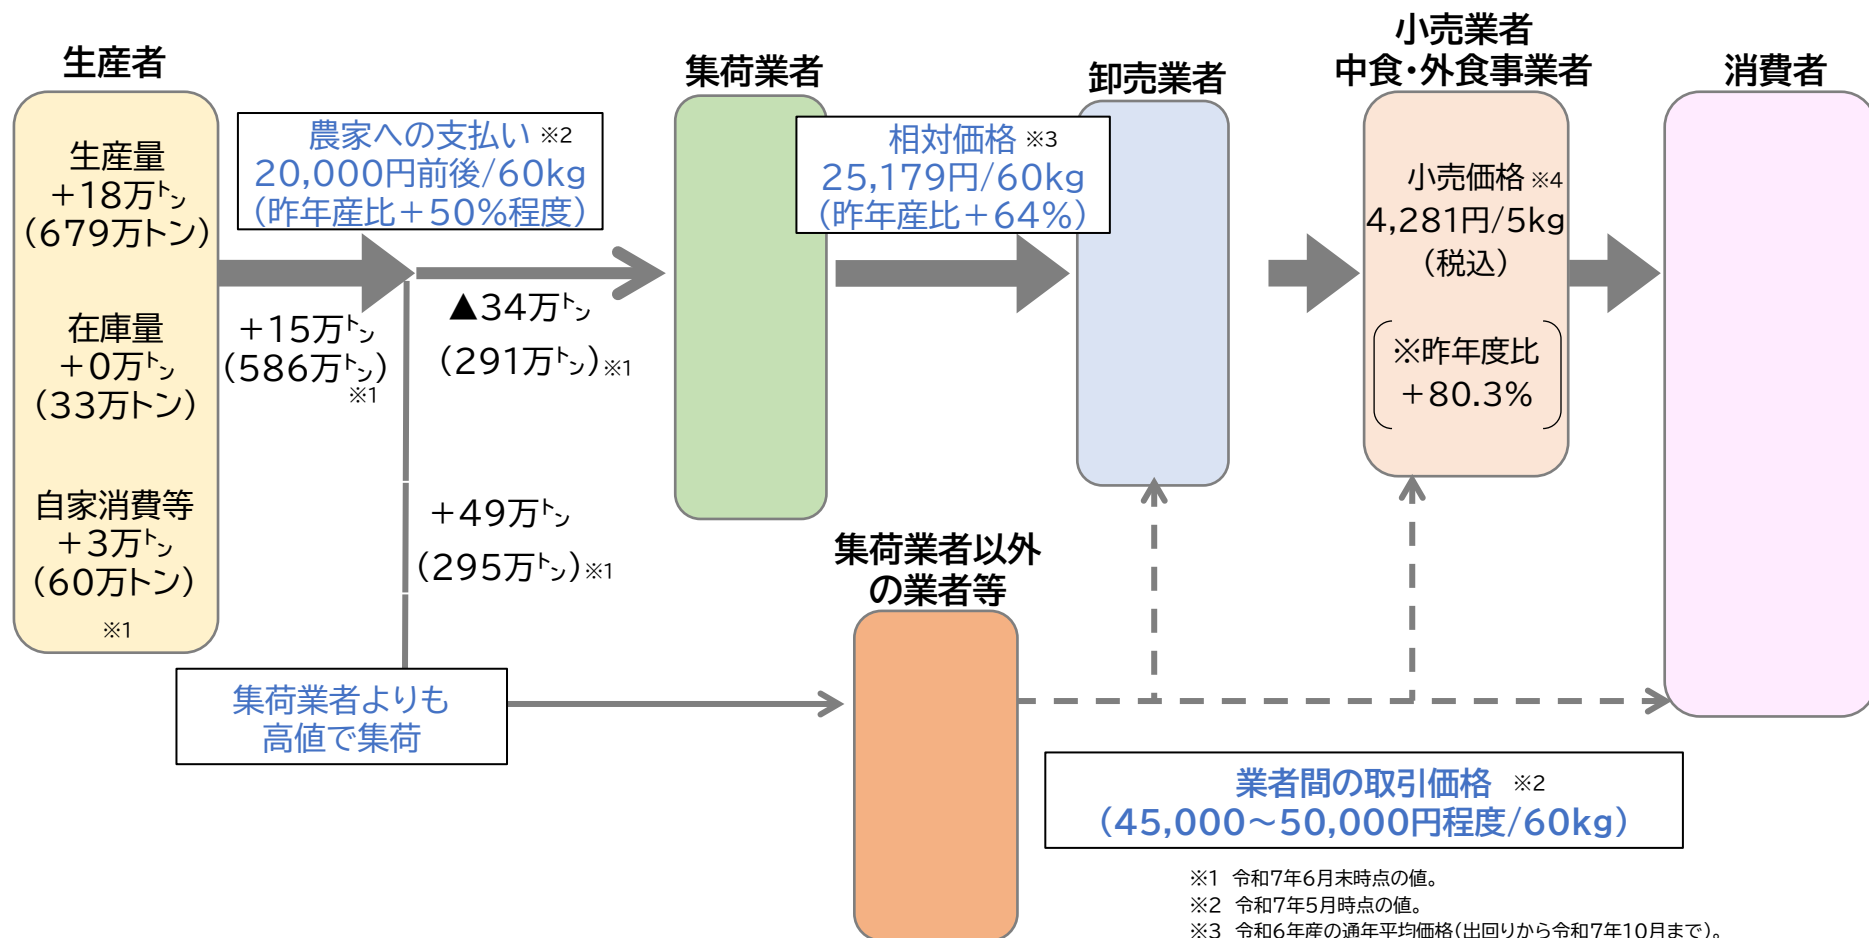 生産者
生産量
+18万㌧
(679万トン)
在庫量
+0万㌧
(33万トン)
自家消費等
+3万㌧
(60万トン)
※1
農家への支払い ※2
20,000円前後/60kg
(昨年産比+50%程度)
+15万㌧
(586万㌧)
※1
▲34万㌧
(291万㌧)※1
+49万㌧
(295万㌧)※1
集荷業者よりも
高値で集荷
集荷業者
相対価格 ※3
25,179円/60kg
(昨年産比+64%)
集荷業者以外
の業者等
卸売業者
小売業者
中食・外食事業者
小売価格 ※4
4,281円/5kg
(税込)
※昨年度比
+80.3%
消費者
業者間の取引価格 ※2
(45,000～50,000円程度/60kg)
※1 令和7年6月末時点の値。
※2 令和7年5月時点の値。
※3 令和6年産の通年平均価格(出回りから令和7年10月まで)。